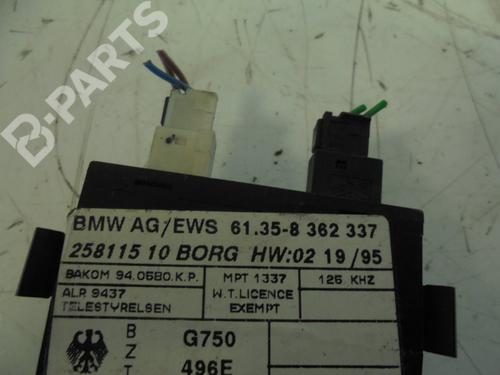 B-PARTS
BMW AG/EWS 61.35-8 362 337
258115 10 BORG HW:02 19/95
BAKOM 94.0580.K.P. MPT 1337 125 KHZ
ALR 9437 W.T.LICENCE
TELESTYRELSEN EXEMPT
B G750
Z 496E
T